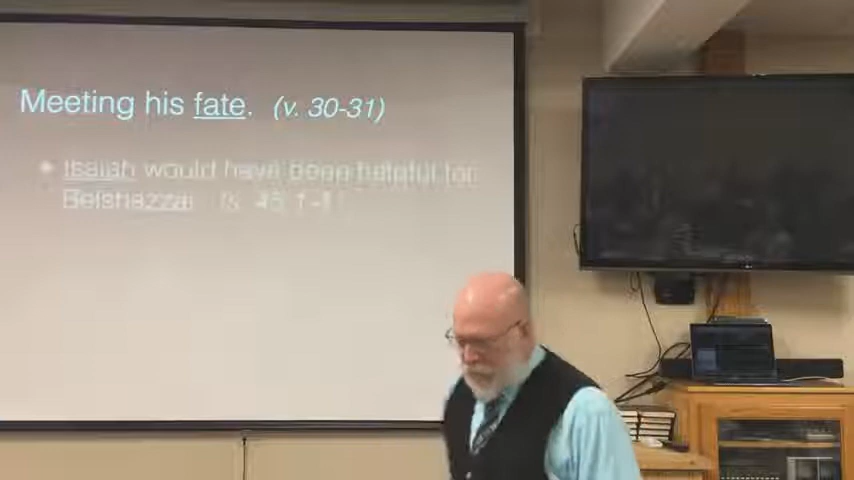 Meeting his fate. (v. 30-31)
Isaiah would have been helpful for
Belshazzar